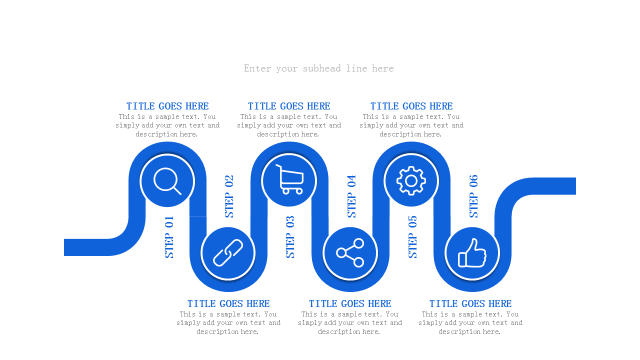 Enter your subhead line here
TITLE GOES HERE
This is a sample text. You
simply add your own text and
description here.
TITLE GOES HERE
This is a sample text. You
simply add your own text and
description here.
TITLE GOES HERE
This is a sample text. You
simply add your own text and
description here.
STEP 01
STEP 02
STEP 03
STEP 04
STEP 05
STEP 06
TITLE GOES HERE
This is a sample text. You
simply add your own text and
description here.
TITLE GOES HERE
This is a sample text. You
simply add your own text and
description here.
TITLE GOES HERE
This is a sample text. You
simply add your own text and
description here.